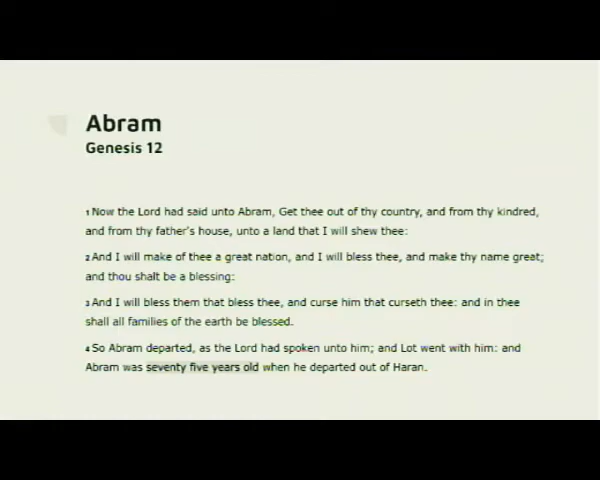 Abram
Genesis 12
1 Now the Lord had said unto Abram, Get thee out of thy country, and from thy kindred,
and from thy father's house, unto a land that I will shew thee:
2 And I will make of thee a great nation, and I will bless thee, and make thy name great;
and thou shalt be a blessing:
3 And I will bless them that bless thee, and curse him that curseth thee: and in thee
shall all families of the earth be blessed.
4 So Abram departed, as the Lord had spoken unto him; and Lot went with him: and
Abram was seventy five years old when he departed out of Haran.